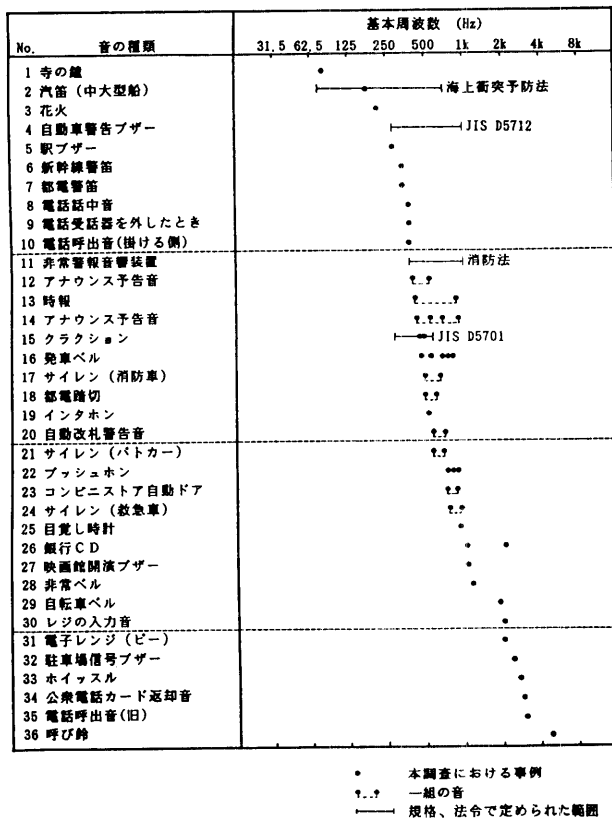 基本周波数 (Hz)
No. 音の種類 31.5 62.5 125 250 500 1k 2k 4k 8k
1 寺の鐘
2 汽笛（中大型船） 海上衝突予防法
3 花火
4 自動車警告ブザー JIS D5712
5 駅ブザー
6 新幹線警笛
7 都電警笛
8 電話話中音
9 電話受話器を外したとき
10 電話呼出音(掛ける側)
11 非常警報音響装置 消防法
12 アナウンス予告音
13 時報
14 アナウンス予告音
15 クラクション JIS D5701
16 発車ベル
17 サイレン（消防車）
18 都電踏切
19 インタホン
20 自動改札警告音
21 サイレン（パトカー）
22 プッシュホン
23 コンビニストア自動ドア
24 サイレン（救急車）
25 目覚し時計
26 銀行ＣＤ
27 映画館開演ブザー
28 非常ベル
29 自転車ベル
30 レジの入力音
31 電子レンジ（ピー）
32 駐車場信号ブザー
33 ホイッスル
34 公衆電話カード返却音
35 電話呼出音(旧)
36 呼び鈴
本調査における事例
一組の音
規格、法令で定められた範囲